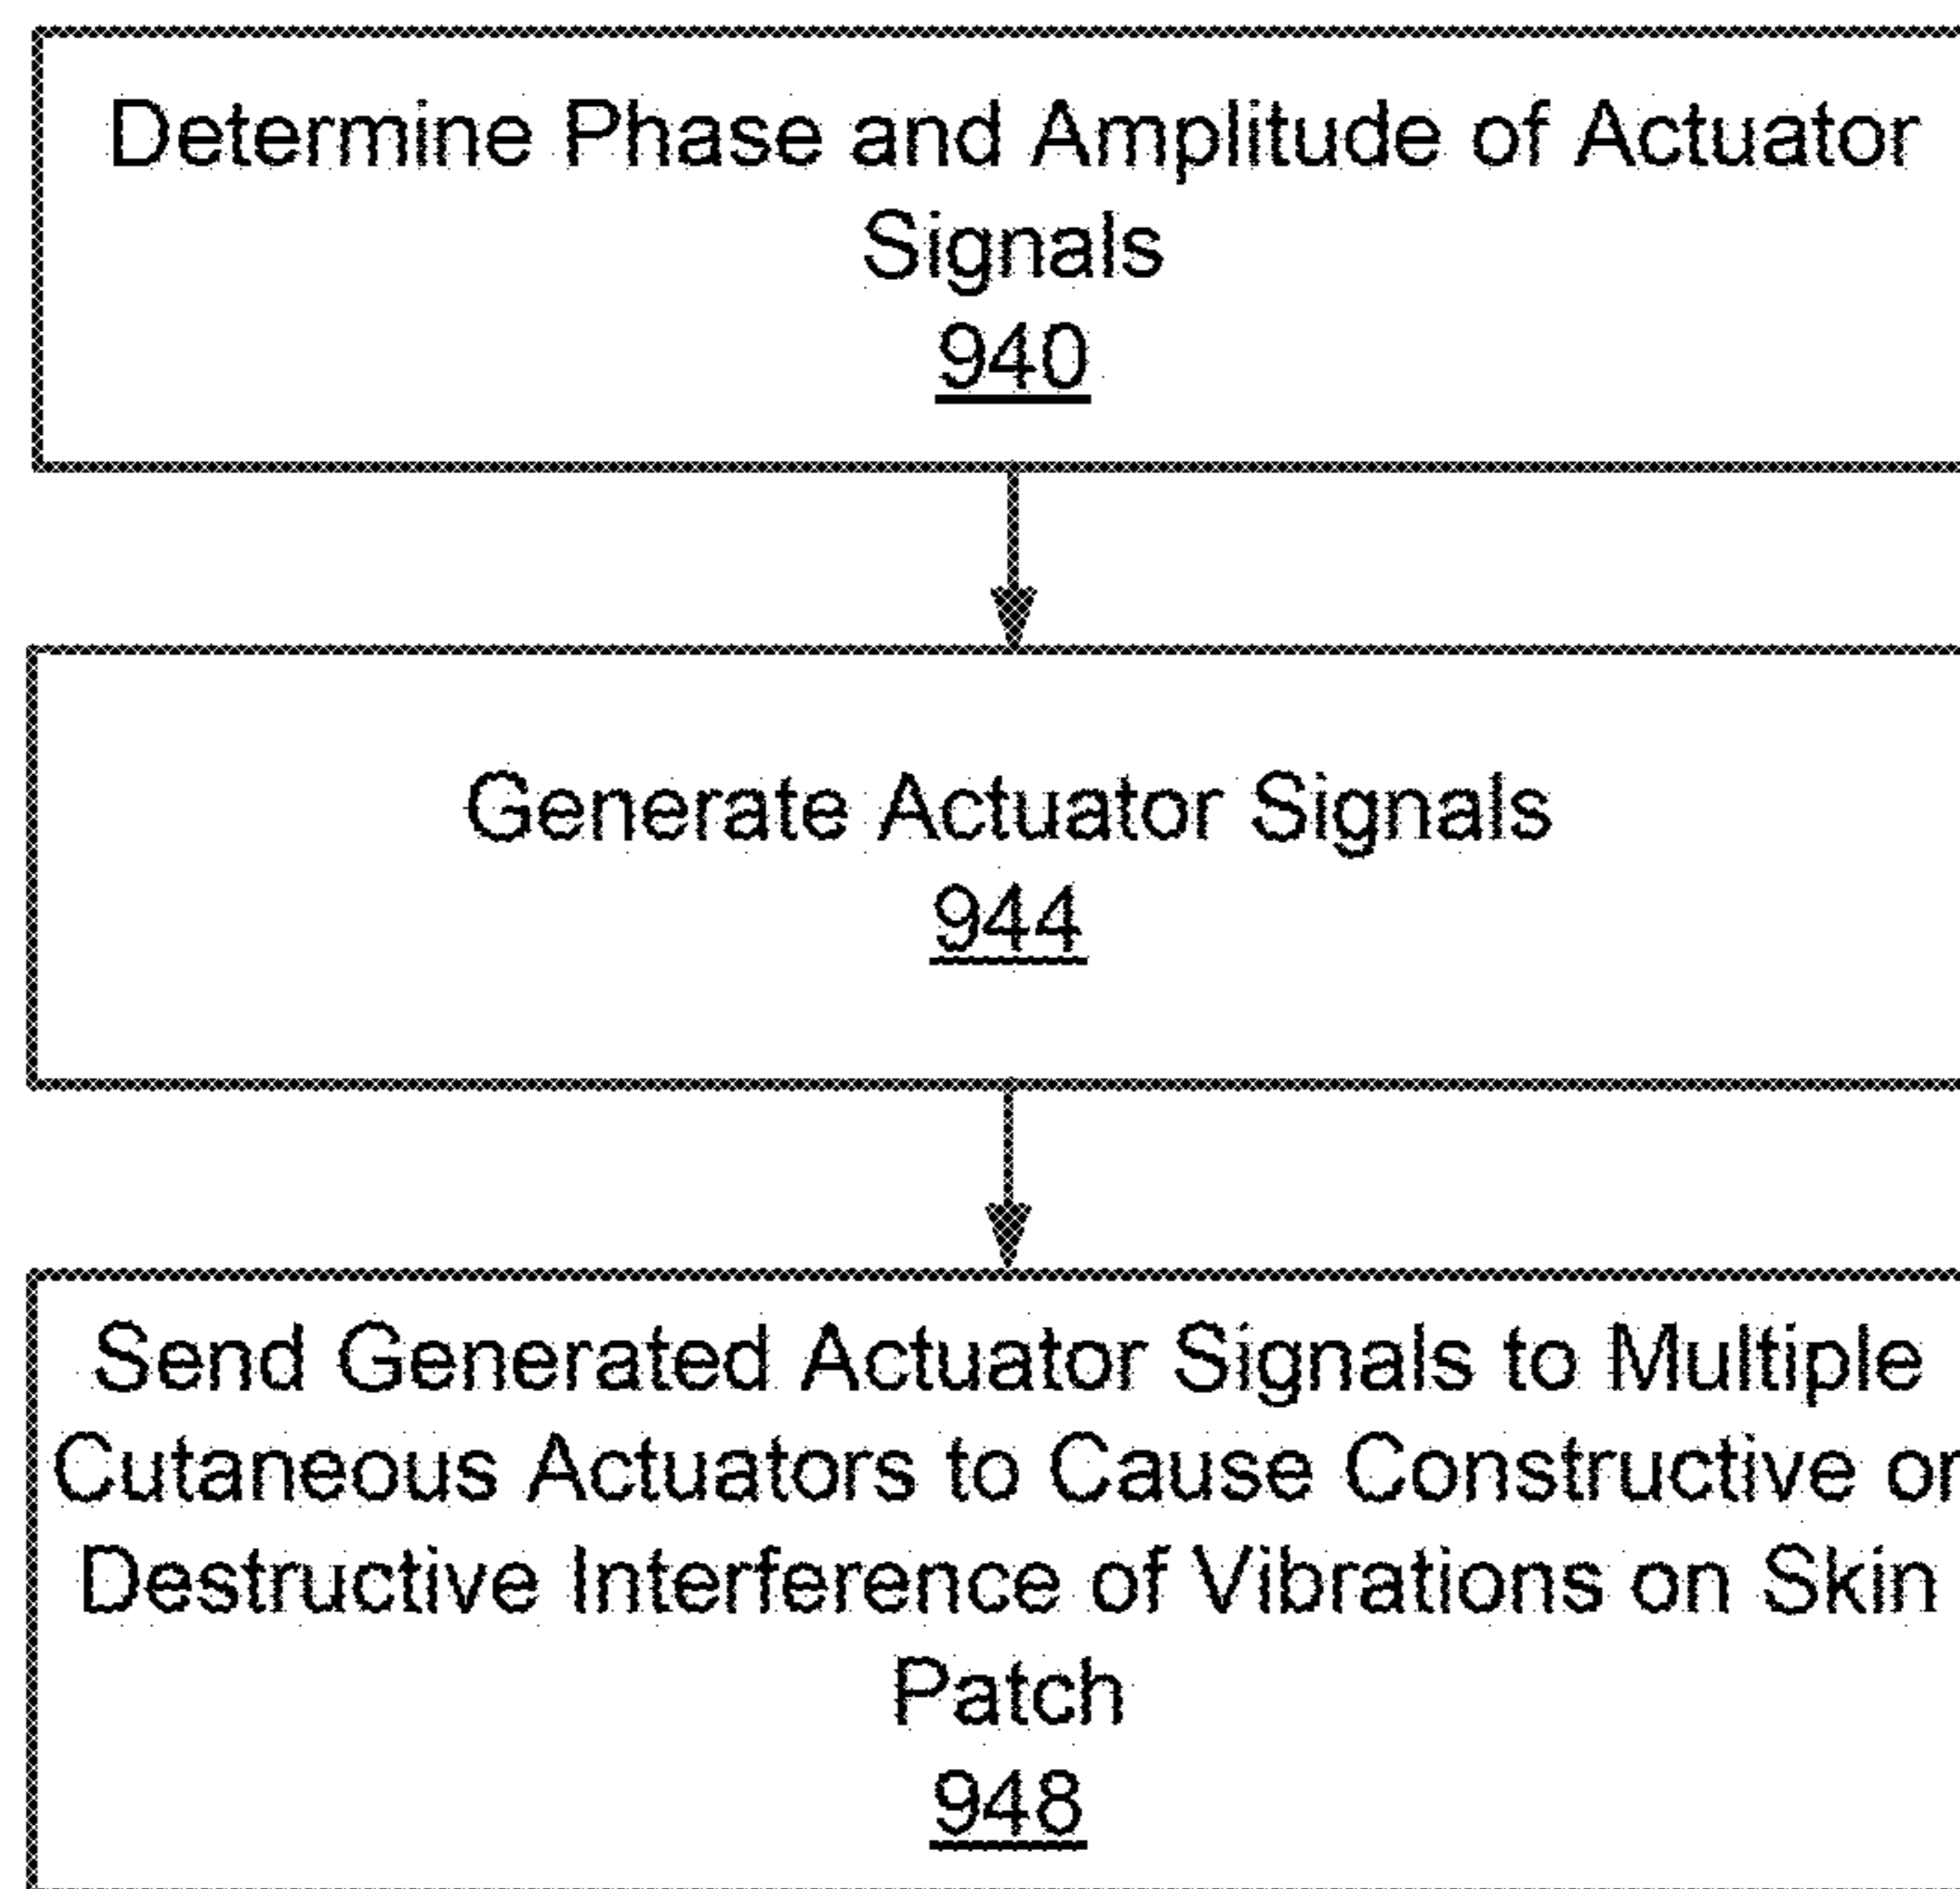 Determine Phase and Amplitude of Actuator
Signals
940
Generate Actuator Signals
944
Send Generated Actuator Signals to Multiple
Cutaneous Actuators to Cause Constructive or
Destructive Interference of Vibrations on Skin
Patch
948